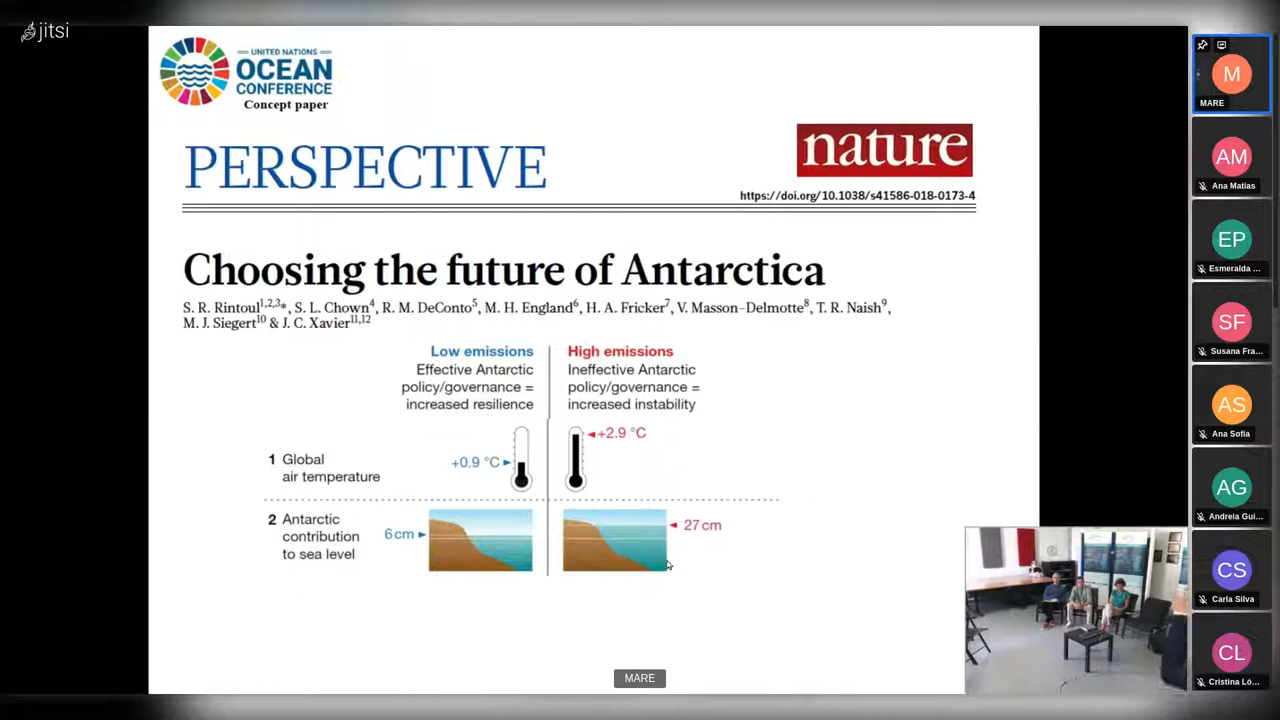 jitsi
UNITED NATIONS
OCEAN
CONFERENCE
Concept paper
PERSPECTIVE
nature
https://doi.org/10.1038/s41586-018-0173-4
Choosing the future of Antarctica
S. R. Rintoul1,2,3*, S. L. Chown4, R. M. DeConto5, M. H. England6, H. A. Fricker7, V. Masson-Delmotte8, T. R. Naish9,
M. J. Siegert10 & J. C. Xavier11,12
Low emissions
Effective Antarctic
policy/governance =
increased resilience
High emissions
Ineffective Antarctic
policy/governance =
increased instability
1 Global
air temperature
+0.9 °C
+2.9 °C
2 Antarctic
contribution
to sea level
6 cm
27 cm
MARE
M
MARE
AM
Ana Matias
EP
Esmeralda ...
SF
Susana Fra...
AS
Ana Sofia
AG
Andreia Gui...
CS
Carla Silva
CL
Cristina Ló...